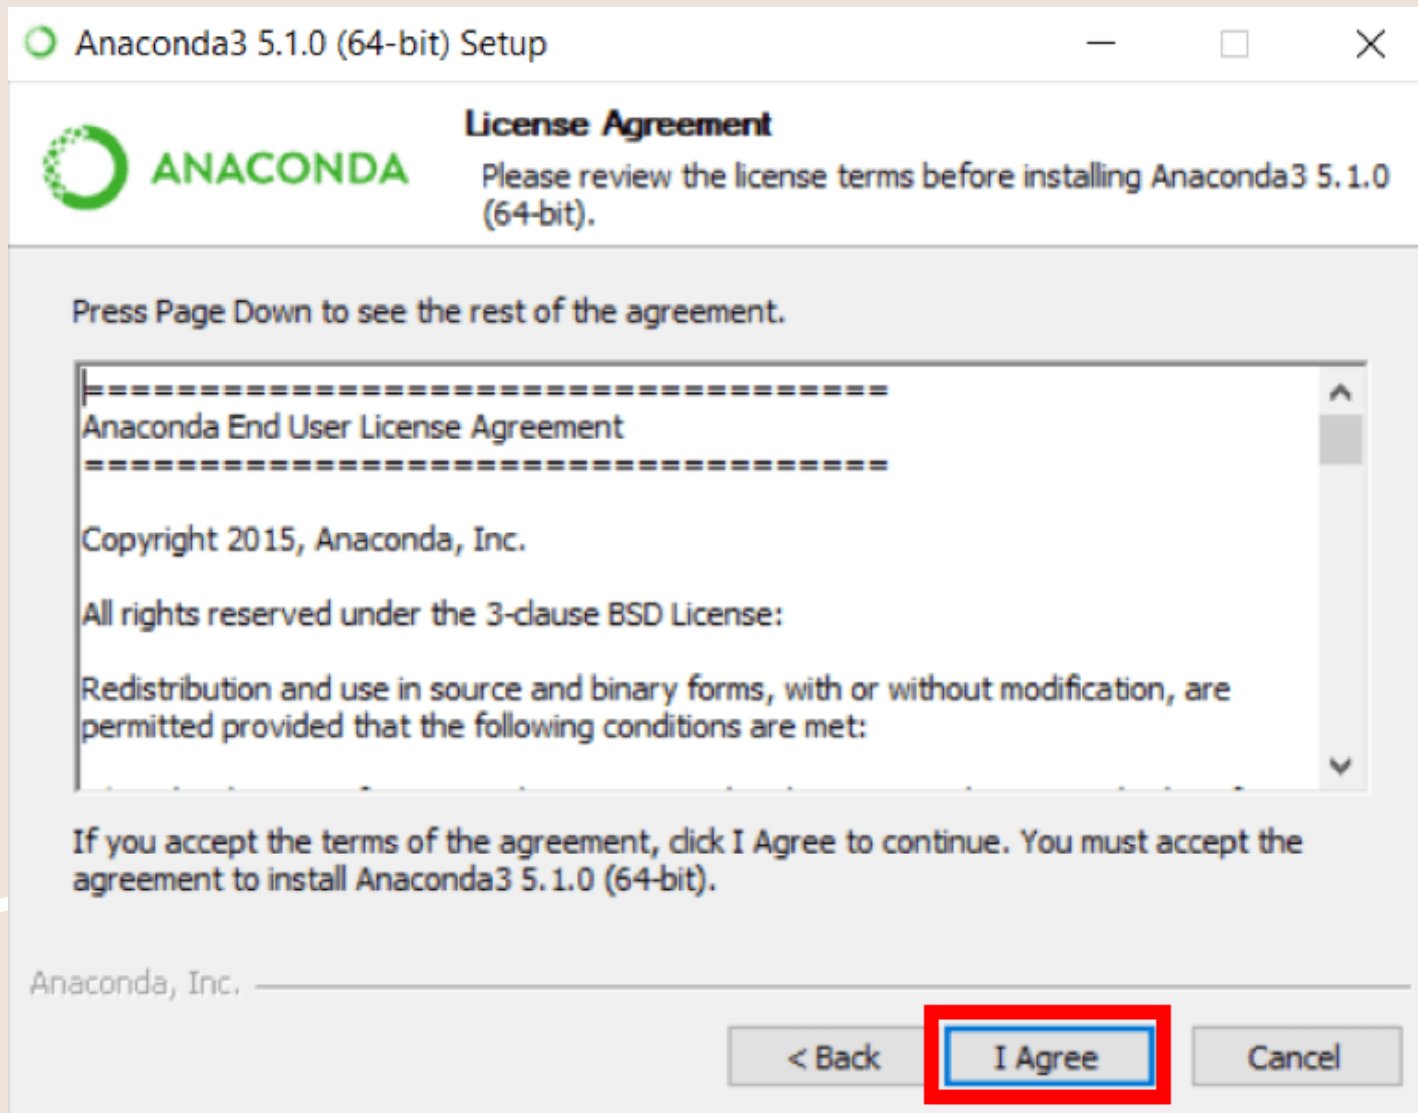 Anaconda3 5.1.0 (64-bit) Setup
ANACONDA
License Agreement
Please review the license terms before installing Anaconda3 5.1.0
(64-bit).
Press Page Down to see the rest of the agreement.
===================================
Anaconda End User License Agreement
===================================
Copyright 2015, Anaconda, Inc.
All rights reserved under the 3-clause BSD License:
Redistribution and use in source and binary forms, with or without modification, are
permitted provided that the following conditions are met:
If you accept the terms of the agreement, click I Agree to continue. You must accept the
agreement to install Anaconda3 5.1.0 (64-bit).
Anaconda, Inc.
< Back
I Agree
Cancel